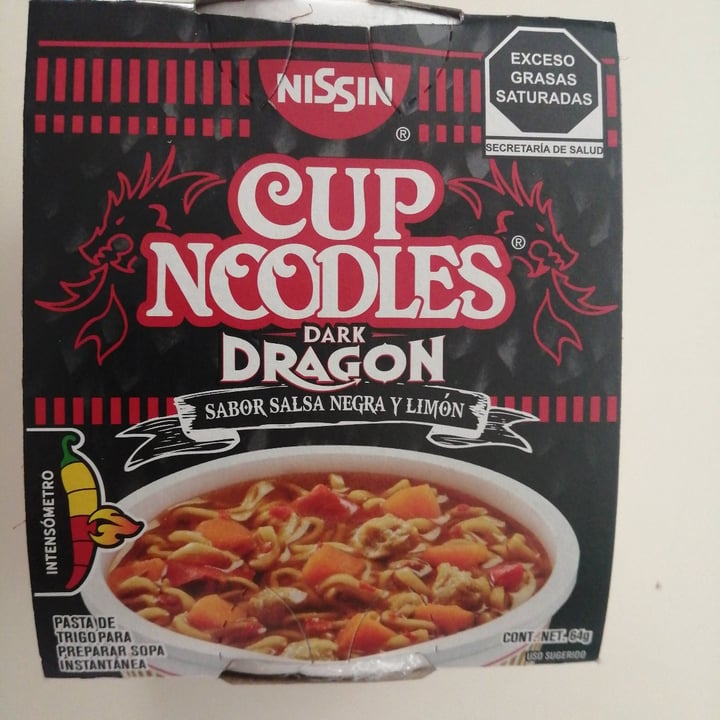 NISSIN
®
EXCESO
GRASAS
SATURADAS
SECRETARÍA DE SALUD
CUP
NOODLES
®
DARK
DRAGON
SABOR SALSA NEGRA Y LIMÓN
INTENSÓMETRO
PASTA DE
TRIGO PARA
PREPARAR SOPA
INSTANTÁNEA
CONT. NET. 64g
USO SUGERIDO